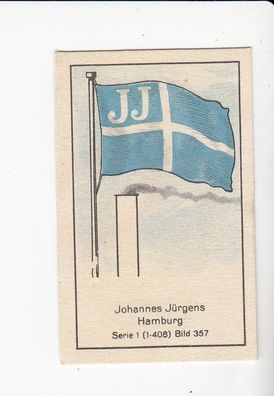 JJ
Johannes Jürgens
Hamburg
Serie 1 (1-408) Bild 357